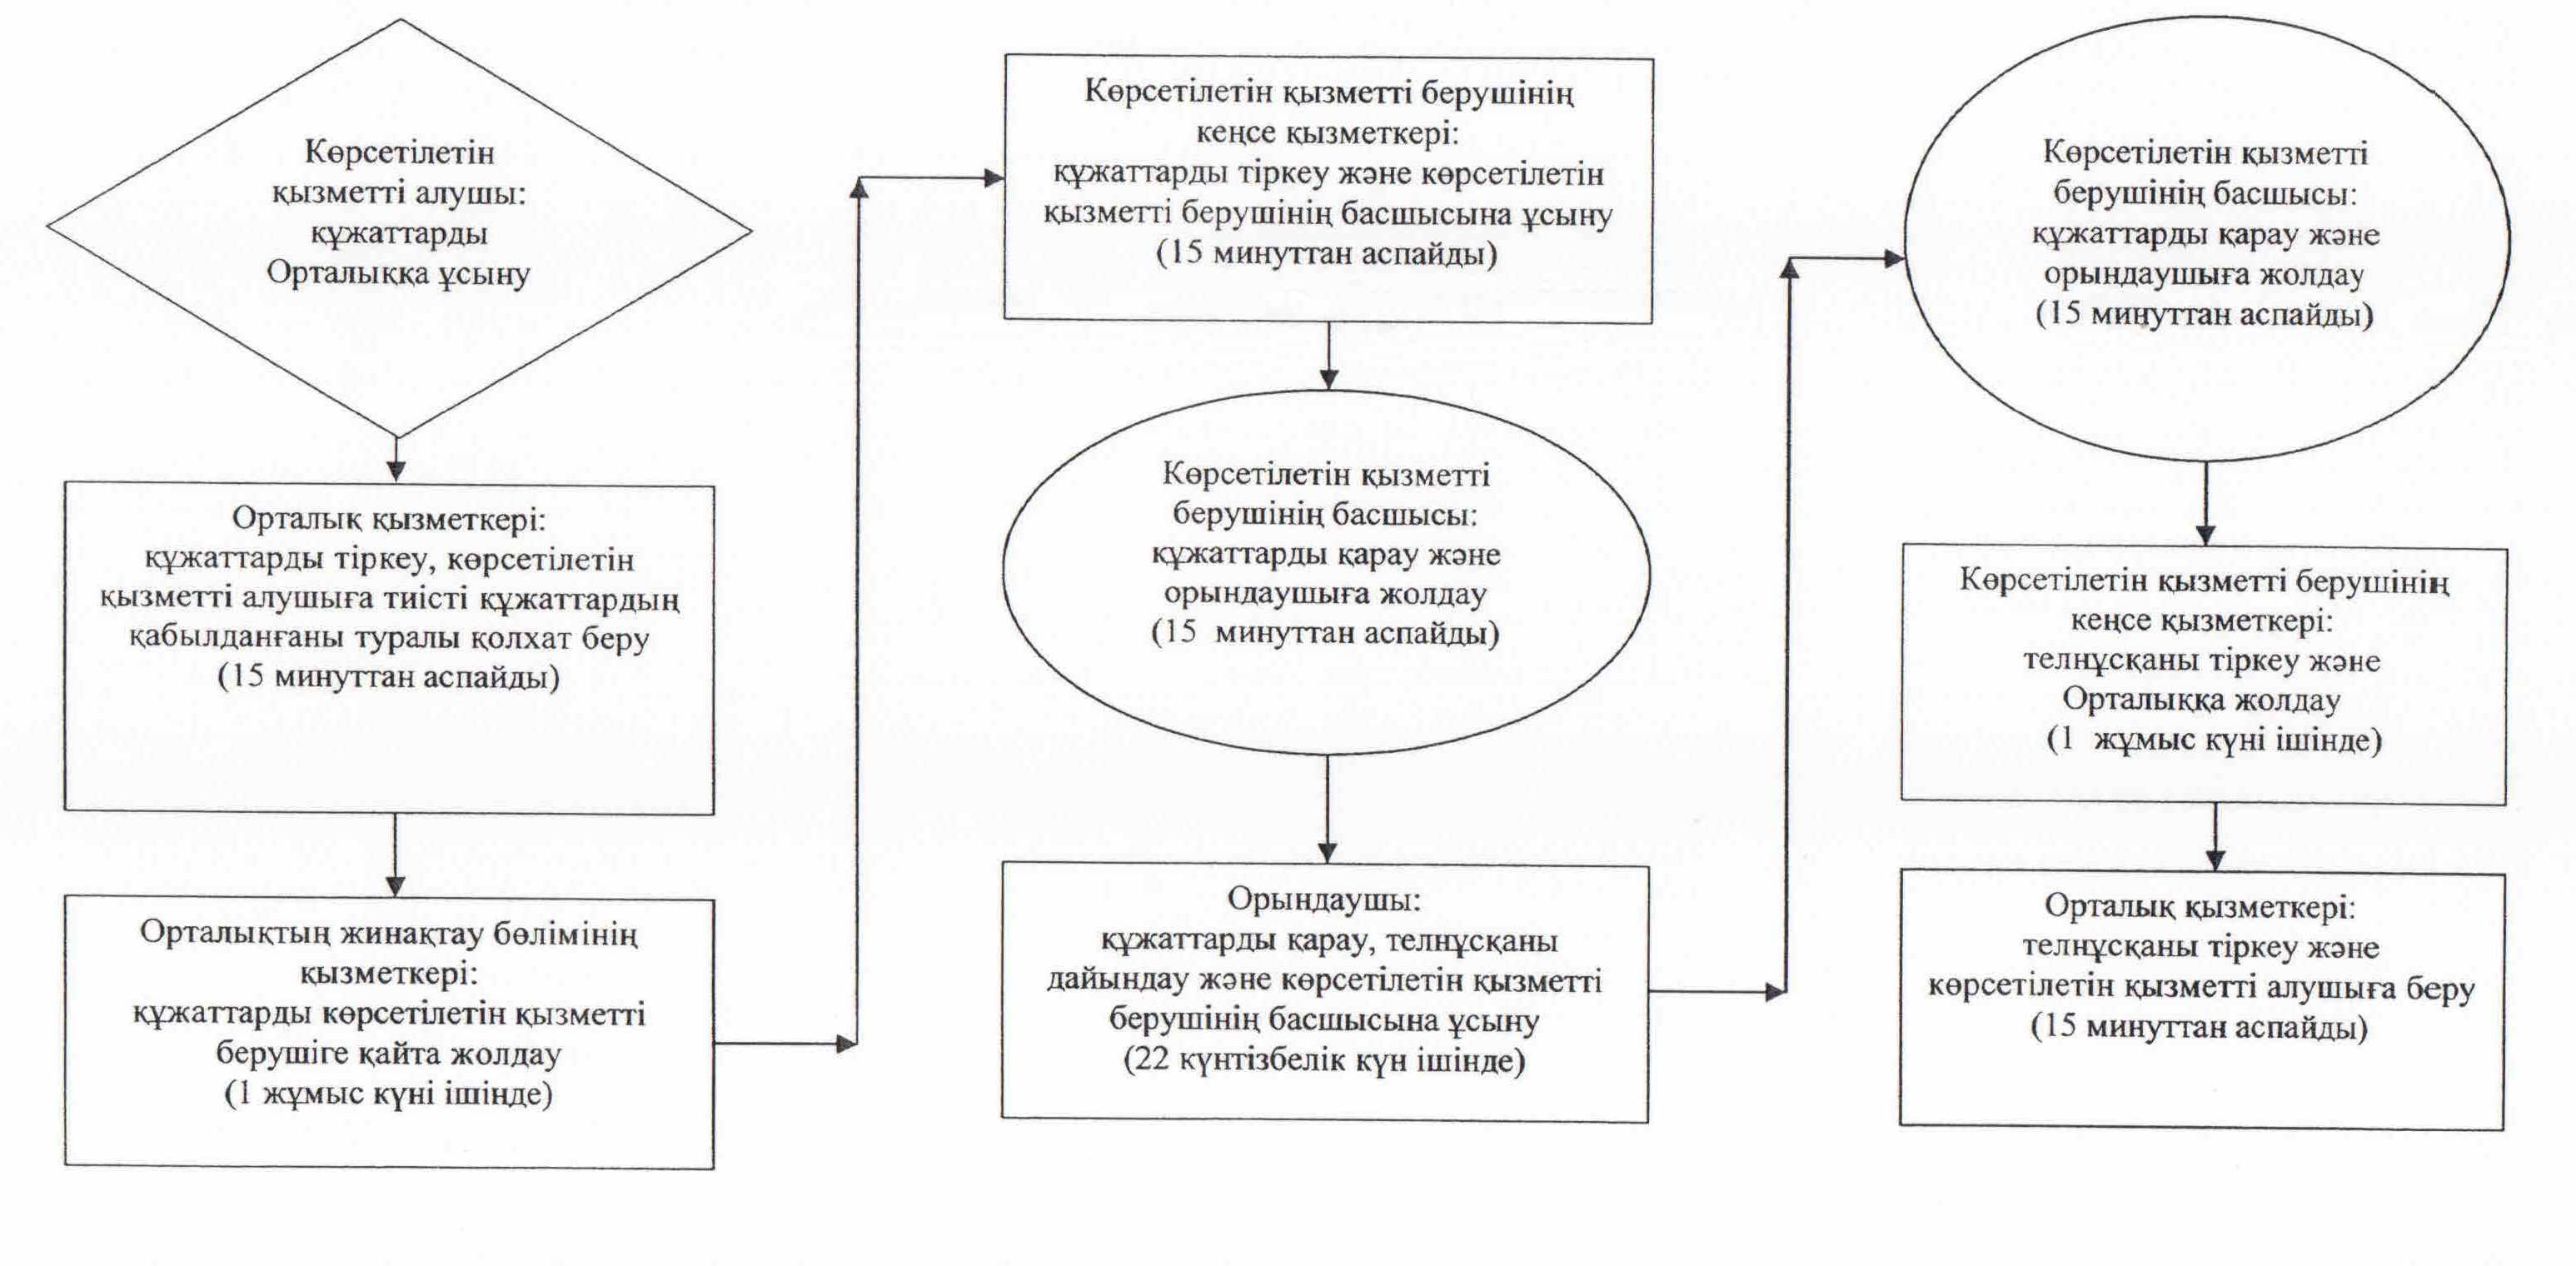 Көрсетілетін
қызметті алушы:
құжаттарды
Орталыққа ұсыну
Орталық қызметкері:
құжаттарды тіркеу, көрсетілетін
қызметті алушыға тиісті құжаттардың
қабылданғаны туралы қолхат беру
(15 минуттан аспайды)
Орталықтың жинақтау бөлімінің
қызметкері:
құжаттарды көрсетілетін қызметті
берушіге қайта жолдау
(1 жұмыс күні ішінде)
Көрсетілетін қызметті берушінің
кеңсе қызметкері:
құжаттарды тіркеу және көрсетілетін
қызметті берушінің басшысына ұсыну
(15 минуттан аспайды)
Көрсетілетін қызметті
берушінің басшысы:
құжаттарды қарау және
орындаушыға жолдау
(15 минуттан аспайды)
Орындаушы:
құжаттарды қарау, телнұсқаны
дайындау және көрсетілетін қызметті
берушінің басшысына ұсыну
(22 күнтізбелік күн ішінде)
Көрсетілетін қызметті
берушінің басшысы:
құжаттарды қарау және
орындаушыға жолдау
(15 минуттан аспайды)
Көрсетілетін қызметті берушінің
кеңсе қызметкері:
телнұсқаны тіркеу және
Орталыққа жолдау
(1 жұмыс күні ішінде)
Орталық қызметкері:
телнұсқаны тіркеу және
көрсетілетін қызметті алушыға беру
(15 минуттан аспайды)